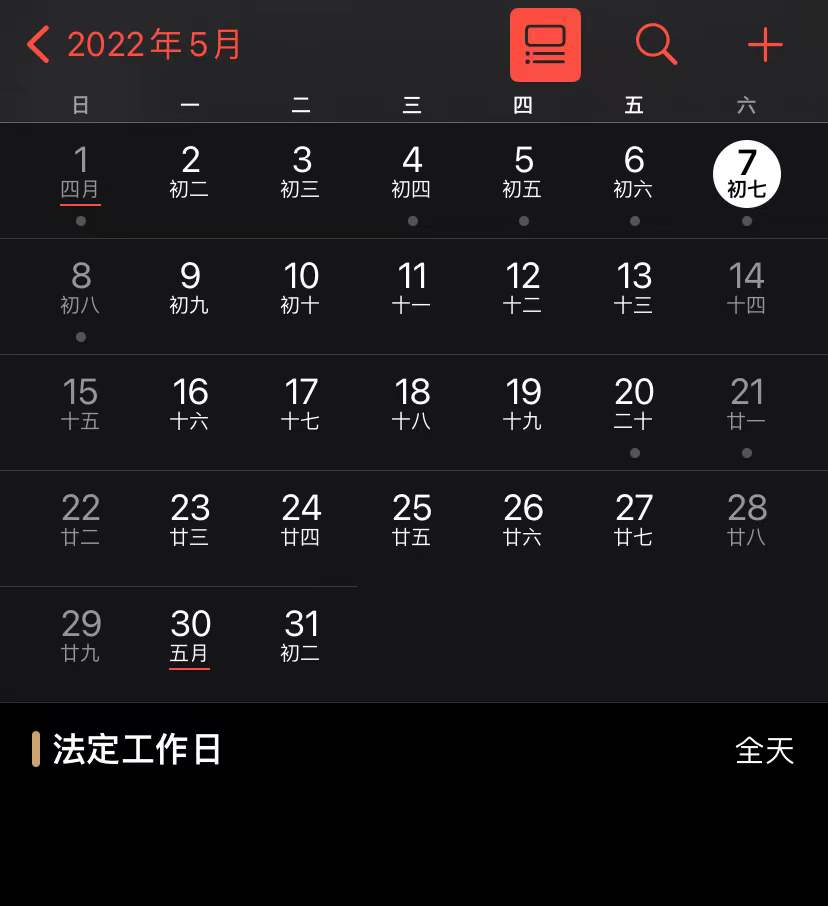 2022年5月
日 一 二 三 四 五 六
1 2 3 4 5 6 7
四月 初二 初三 初四 初五 初六 初七
8 9 10 11 12 13 14
初八 初九 初十 十一 十二 十三 十四
15 16 17 18 19 20 21
十五 十六 十七 十八 十九 二十 廿一
22 23 24 25 26 27 28
廿二 廿三 廿四 廿五 廿六 廿七 廿八
29 30 31
廿九 五月 初二
法定工作日 全天